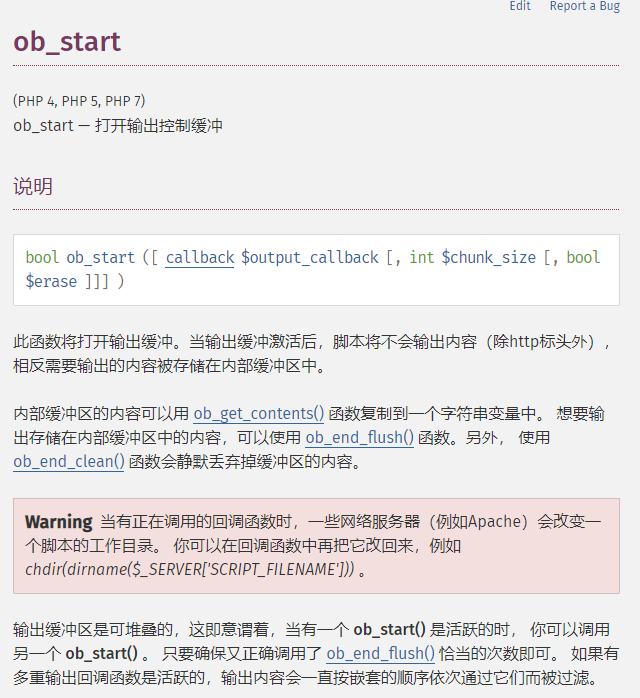 Edit Report a Bug
ob_start
(PHP 4, PHP 5, PHP 7)
ob_start — 打开输出控制缓冲
说明
bool ob_start ([ callback $output_callback [, int $chunk_size [, bool
$erase ]]] )
此函数将打开输出缓冲。当输出缓冲激活后，脚本将不会输出内容（除http标头外），
相反需要输出的内容被存储在内部缓冲区中。
内部缓冲区的内容可以用 ob_get_contents() 函数复制到一个字符串变量中。 想要输
出存储在内部缓冲区中的内容，可以使用 ob_end_flush() 函数。另外， 使用
ob_end_clean() 函数会静默丢弃掉缓冲区的内容。
Warning 当有正在调用的回调函数时，一些网络服务器（例如Apache）会改变一
个脚本的工作目录。 你可以在回调函数中再把它改回来，例如
chdir(dirname($_SERVER['SCRIPT_FILENAME'])) 。
输出缓冲区是可堆叠的，这即意谓着，当有一个 ob_start() 是活跃的时， 你可以调用
另一个 ob_start() 。 只要确保又正确调用了 ob_end_flush() 恰当的次数即可。 如果有
多重输出回调函数是活跃的，输出内容会一直按嵌套的顺序依次通过它们而被过滤。